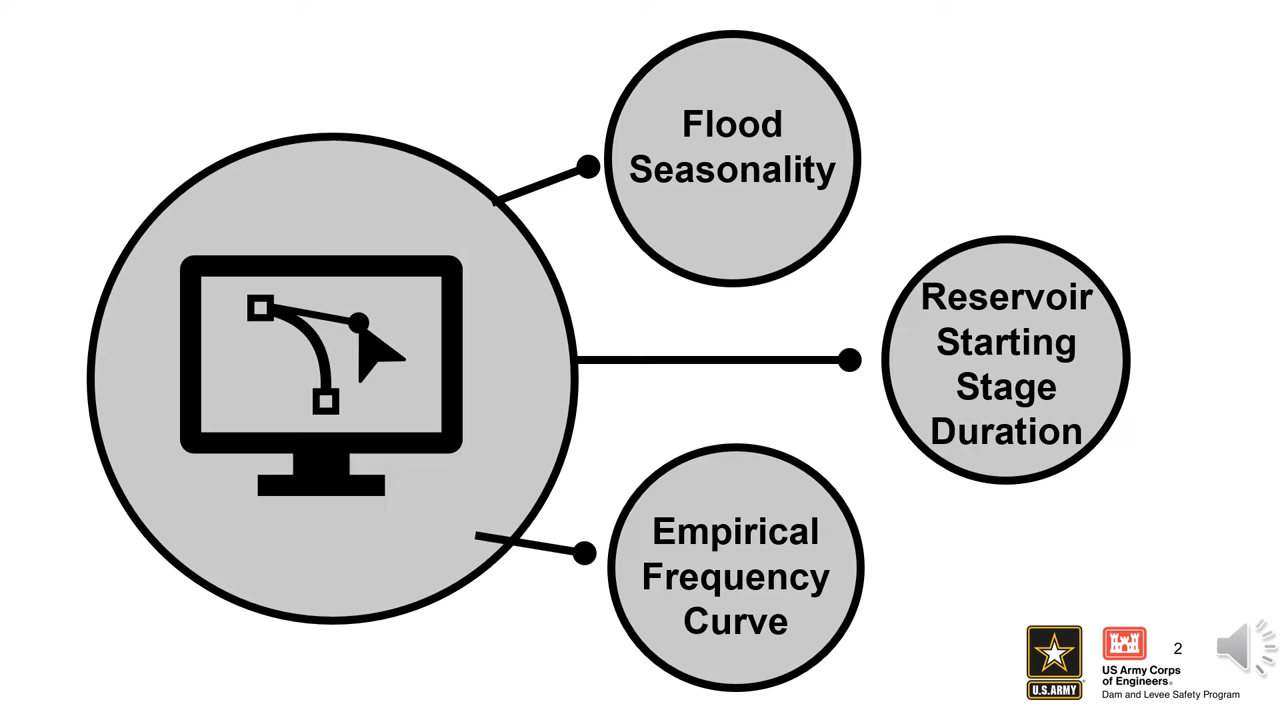 Flood
Seasonality
Reservoir
Starting
Stage
Duration
Empirical
Frequency
Curve
U.S.ARMY
US Army Corps
of Engineers®
Dam and Levee Safety Program
2